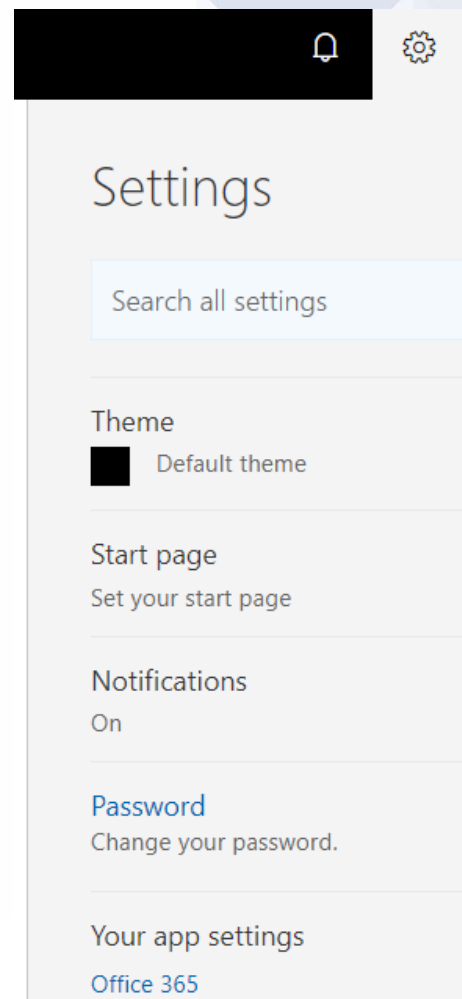 Settings
Search all settings
Theme
Default theme
Start page
Set your start page
Notifications
On
Password
Change your password.
Your app settings
Office 365